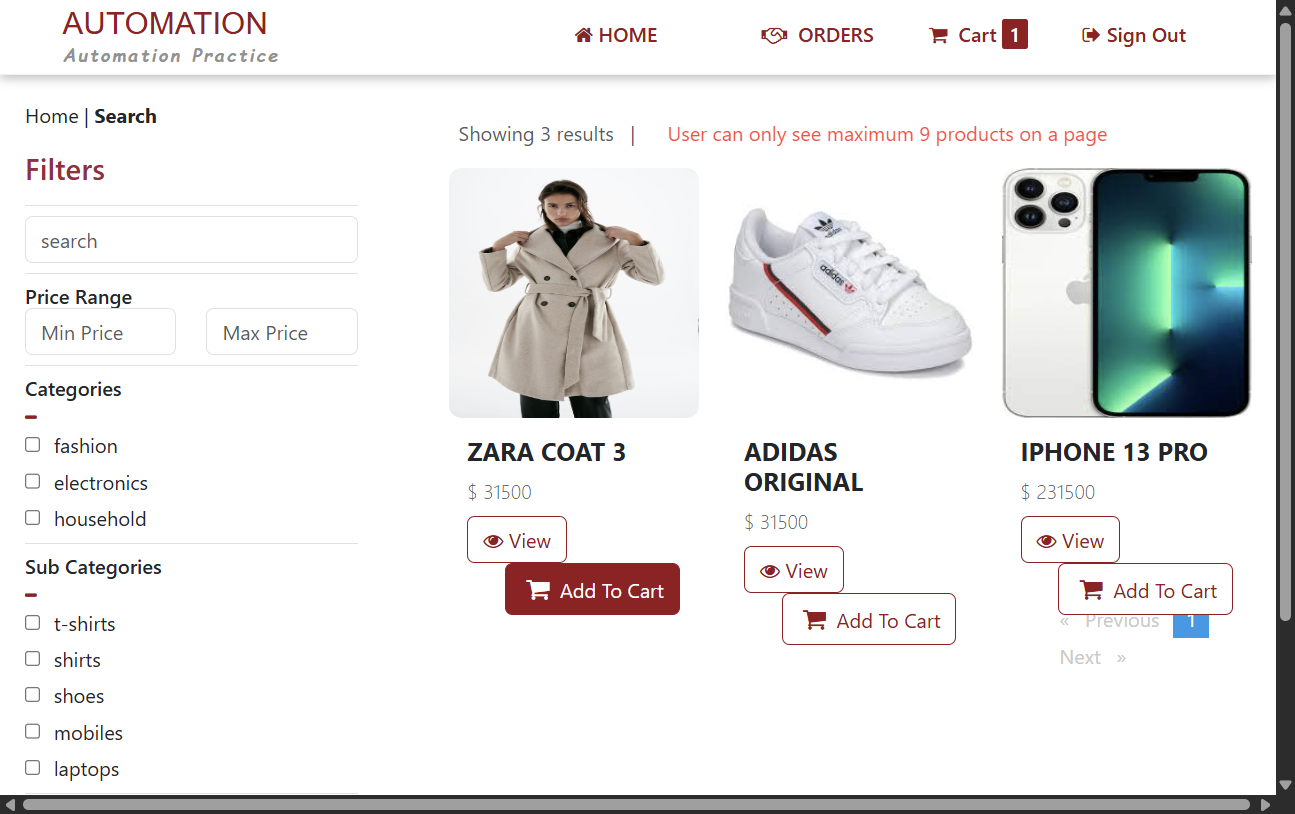 AUTOMATION
Automation Practice
HOME
ORDERS
Cart 1
Sign Out
Home | Search
Showing 3 results | User can only see maximum 9 products on a page
Filters
search
Price Range
Min Price
Max Price
Categories
fashion
electronics
household
Sub Categories
t-shirts
shirts
shoes
mobiles
laptops
adidas
ZARA COAT 3
$ 31500
View
Add To Cart
ADIDAS
ORIGINAL
$ 31500
View
Add To Cart
IPHONE 13 PRO
$ 231500
View
Add To Cart
« Previous 1
Next »